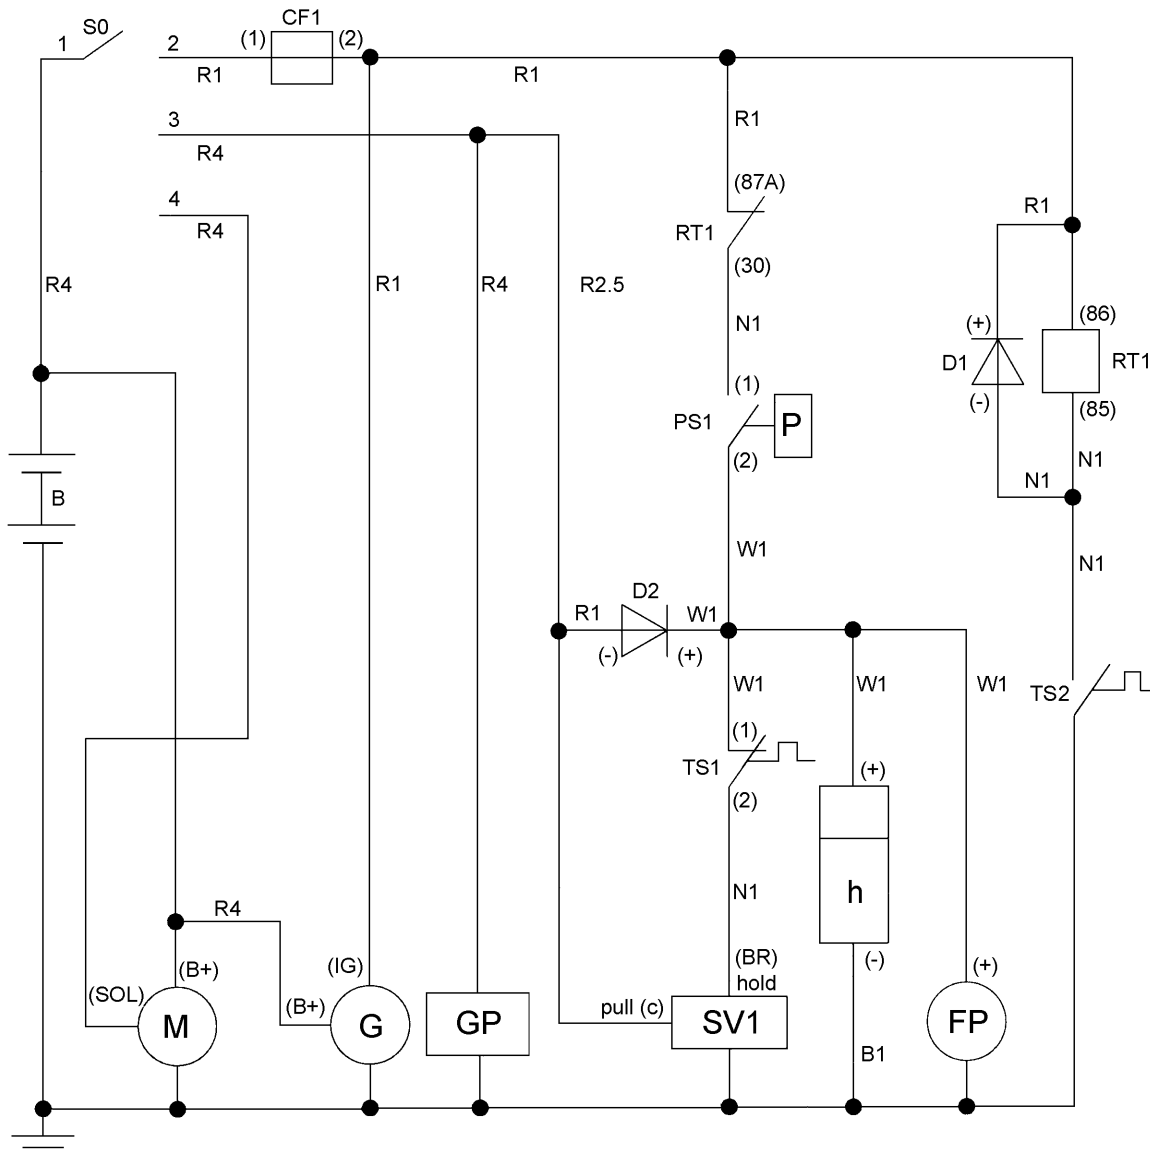 CF1
S0
1
2
(1)
(2)
R1
R1
3
R4
R1
(87A)
4
R4
RT1
R1
(30)
R4
R1
R4
R2.5
N1
(+)
(86)
D1
RT1
(1)
(-)
(85)
PS1
P
(2)
N1
N1
B
W1
N1
D2
R1
W1
(-)
(+)
W1
W1
W1
TS2
(1)
TS1
(+)
(2)
N1
h
R4
(BR)
(-)
(B+)
(IG)
(+)
hold
(SOL)
(B+)
pull (c)
M
G
GP
SV1
FP
B1